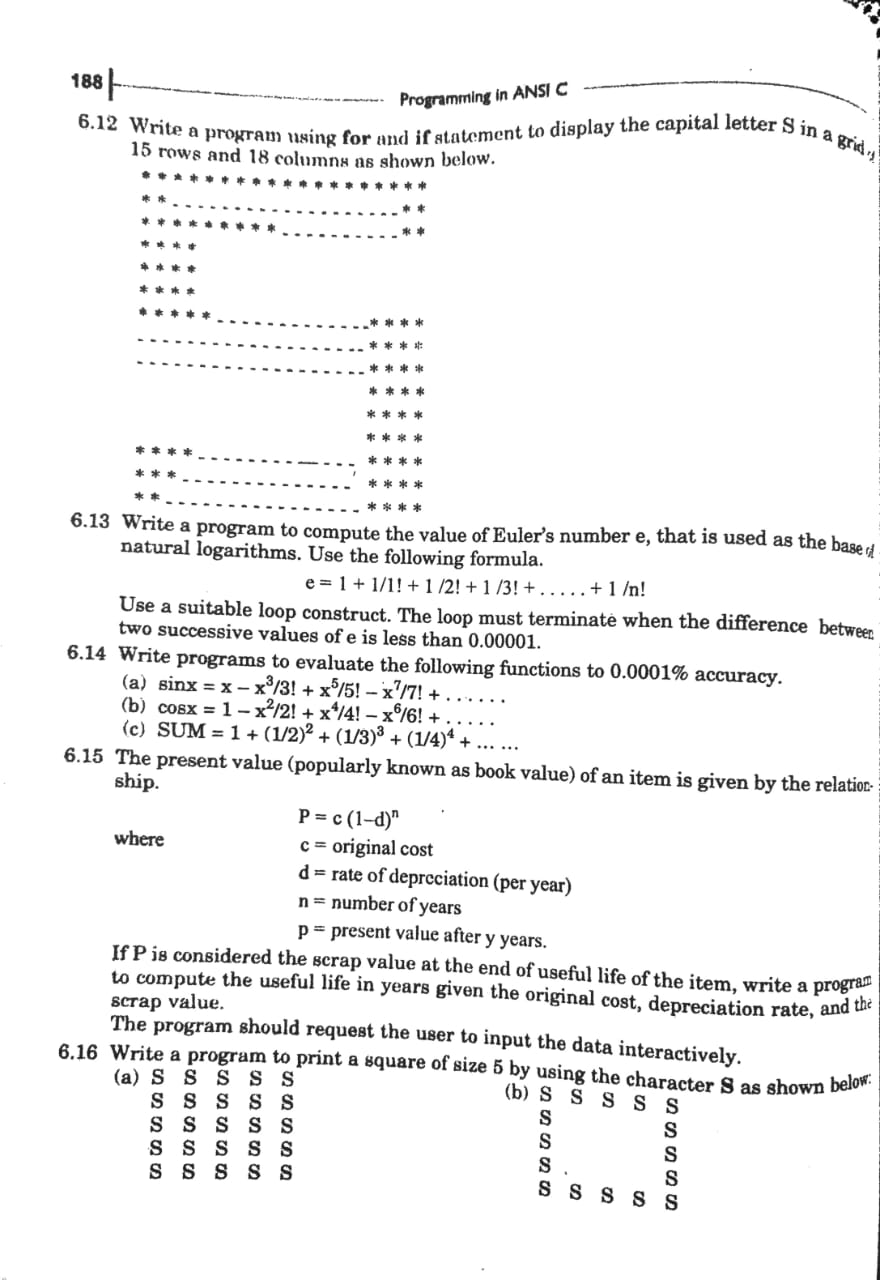 188
Programming in ANSI C
6.12 Write a program using for and if statement to display the capital letter S in a grid
15 rows and 18 columns as shown below.
* * * * * * * * * * * * * * * * * *
* * - - - - - - - - - - - - - - - - - - - * *
* * * * * * * * * - - - - - - - - - - * *
* * * *
* * * *
* * * *
* * * * * - - - - - - - - - - - - - * * * *
- - - - - - - - - - - - - - - - - - - * * * *
- - - - - - - - - - - - - - - - - - - * * * *
* * * *
* * * *
* * * *
* * * * - - - - - - - - - - - - - * * * *
* * * - - - - - - - - - - - - - - * * * *
* * - - - - - - - - - - - - - - - - * * * *
6.13 Write a program to compute the value of Euler's number e, that is used as the base of
natural logarithms. Use the following formula.
e = 1 + 1/1! + 1 /2! + 1 /3! + . . . . . + 1 /n!
Use a suitable loop construct. The loop must terminate when the difference between
two successive values of e is less than 0.00001.
6.14 Write programs to evaluate the following functions to 0.0001% accuracy.
(a) sinx = x – x³/3! + x⁵/5! – x⁷/7! + . . . . . .
(b) cosx = 1 – x²/2! + x⁴/4! – x⁶/6! + . . . . .
(c) SUM = 1 + (1/2)² + (1/3)³ + (1/4)⁴ + ... ...
6.15 The present value (popularly known as book value) of an item is given by the relation-
ship.
P = c (1–d)ⁿ
where c = original cost
d = rate of depreciation (per year)
n = number of years
p = present value after y years.
If P is considered the scrap value at the end of useful life of the item, write a program
to compute the useful life in years given the original cost, depreciation rate, and the
scrap value.
The program should request the user to input the data interactively.
6.16 Write a program to print a square of size 5 by using the character S as shown below:
(a) S S S S S (b) S S S S S
S S S S S S S
S S S S S S S
S S S S S S S
S S S S S S S S S S